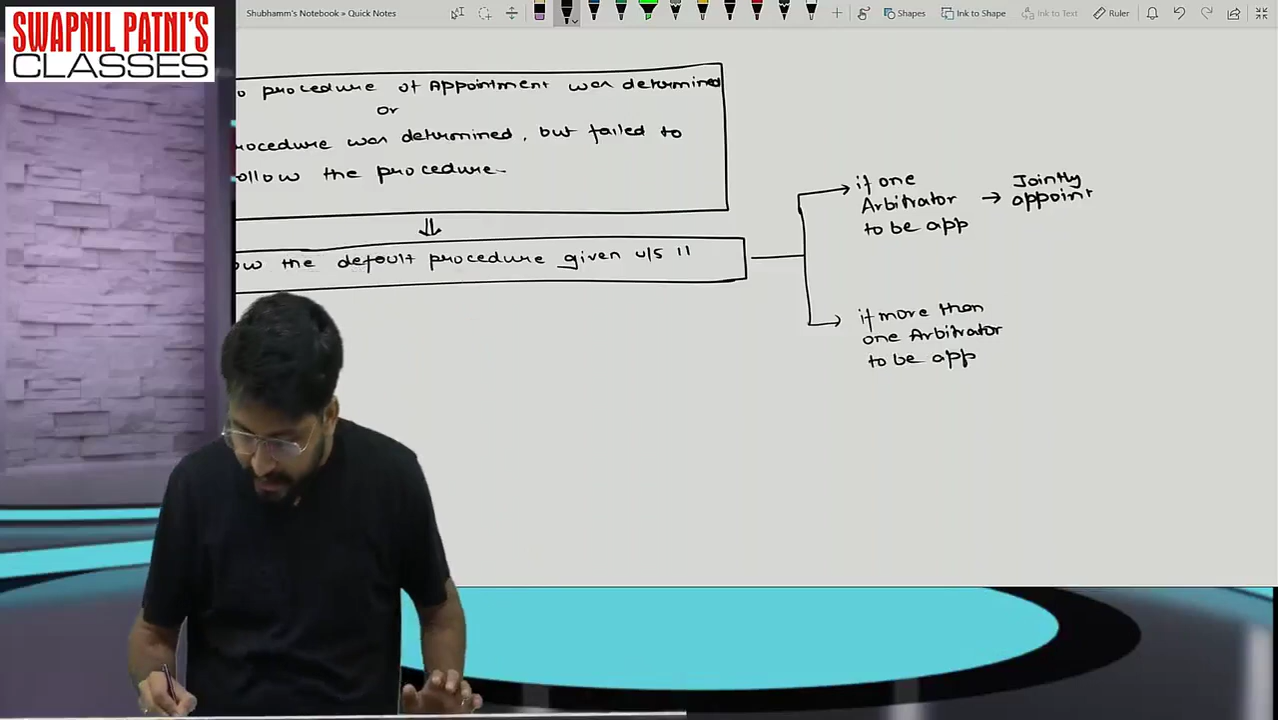 SWAPNIL PATNI'S
CLASSES
Shubhamm's Notebook » Quick Notes
Shapes
Ink to Shape
Ink to Text
Ruler
o procedure of Appointment was determined
or
rocedure was determined, but failed to
ollow the procedure
⇓
ow the default procedure given u/s 11
if one
Arbitrator
to be app
→ Jointly
appoint
if more than
one Arbitrator
to be app